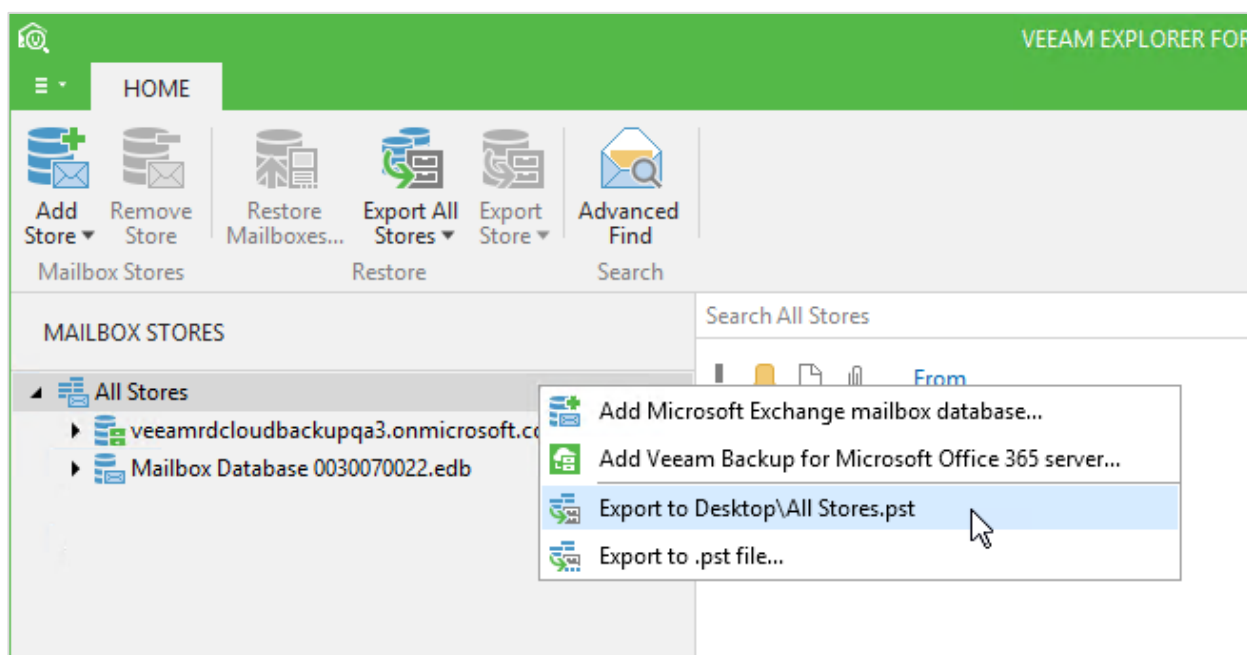 VEEAM EXPLORER FOR
HOME
Add Store
Remove Store
Restore Mailboxes...
Export All Stores
Export Store
Advanced Find
Mailbox Stores
Restore
Search
MAILBOX STORES
Search All Stores
All Stores
From
veeamrdcloudbackupqa3.onmicrosoft.co
Mailbox Database 0030070022.edb
Add Microsoft Exchange mailbox database...
Add Veeam Backup for Microsoft Office 365 server...
Export to Desktop\All Stores.pst
Export to .pst file...